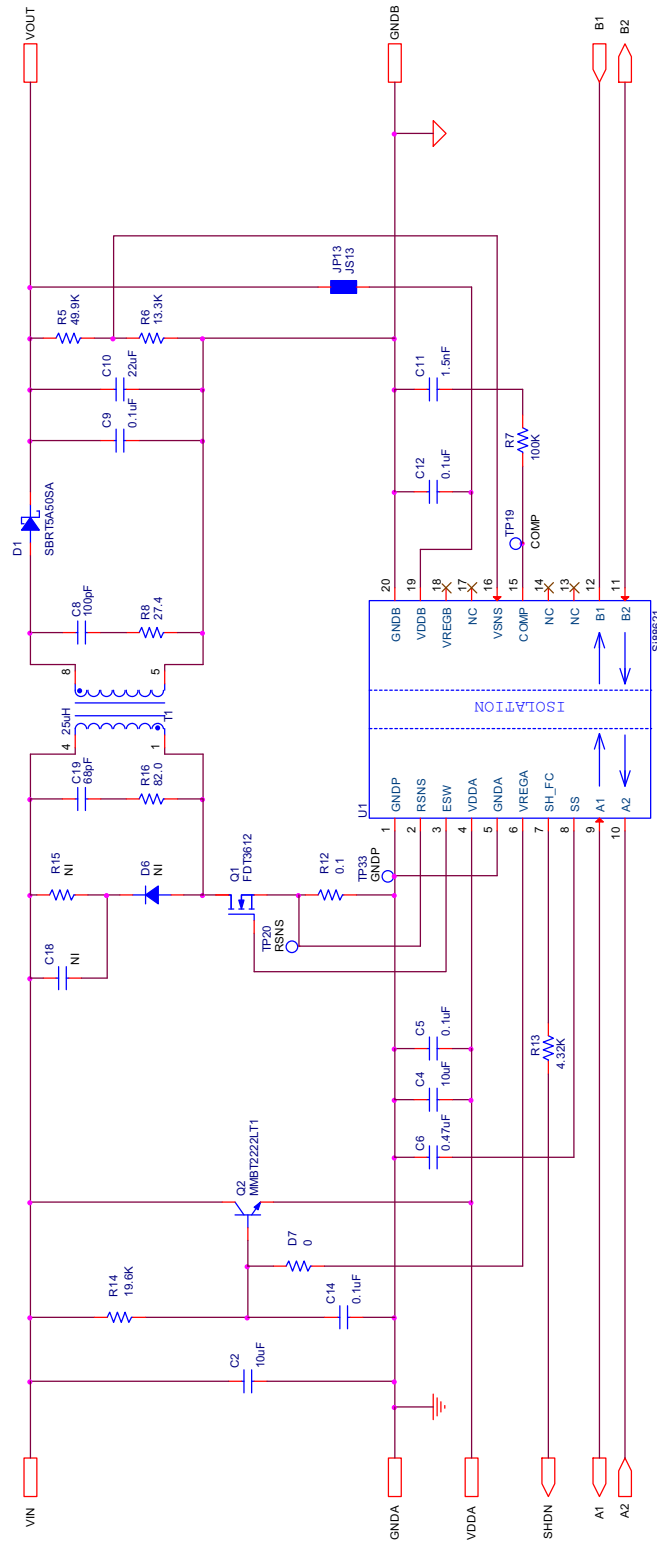 VIN
VOUT
R14
19.6K
Q2
MMBT2222LT1
C2
10uF
D7
0
C14
0.1uF
C18
NI
R15
NI
D6
NI
Q1
FDT3612
TP20
RSNS
R12
0.1
C19
68pF
R16
82.0
25uH
T1
4
1
8
5
C8
100pF
R8
27.4
D1
SBRT5A50SA
C9
0.1uF
C10
22uF
R5
49.9K
R6
13.3K
JP13
JS13
GNDA
GNDB
VDDA
SHDN
A1
A2
B1
B2
C6
0.47uF
C4
10uF
C5
0.1uF
R13
4.32K
TP33
GNDP
C12
0.1uF
C11
1.5nF
R7
100K
TP19
COMP
U1
Si88621
ISOLATION
1 GNDP
2 RSNS
3 ESW
4 VDDA
5 GNDA
6 VREGA
7 SH_FC
8 SS
9 A1
10 A2
20 GNDB
19 VDDB
18 VREGB
17 NC
16 VSNS
15 COMP
14 NC
13 NC
12 B1
11 B2